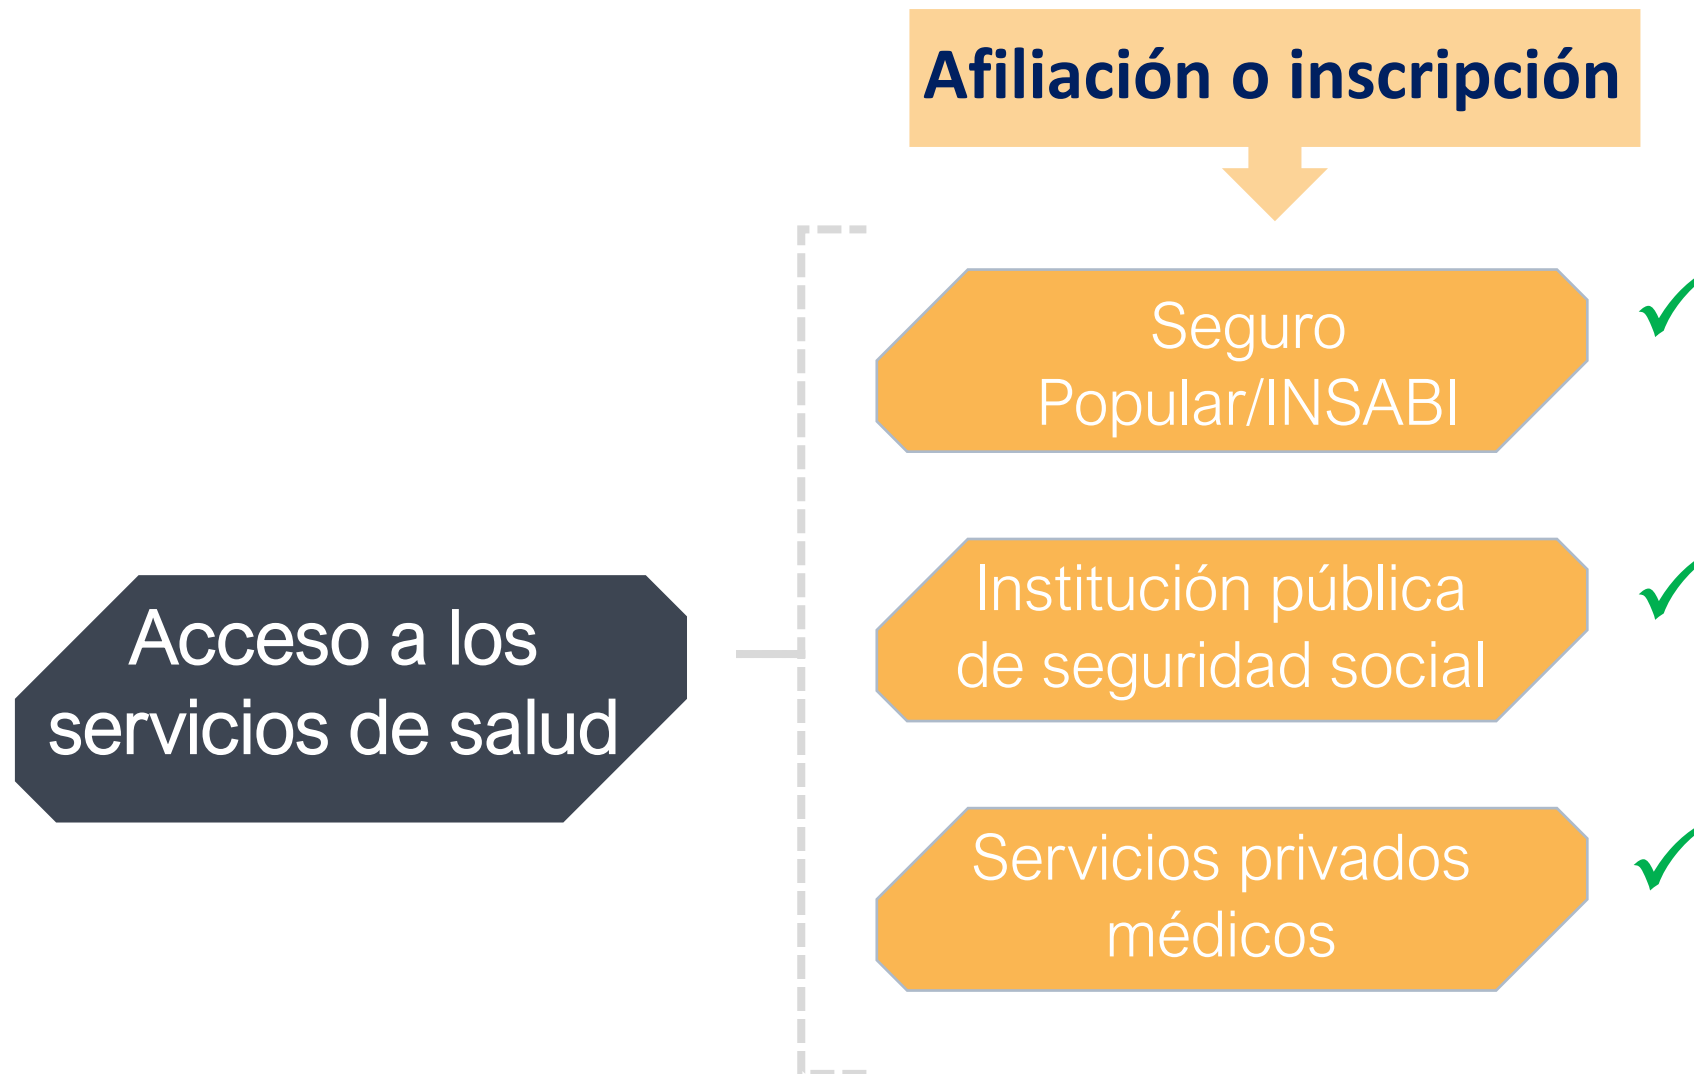 Afiliación o inscripción
Seguro
Popular/INSABI
Institución pública
de seguridad social
Acceso a los
servicios de salud
Servicios privados
médicos